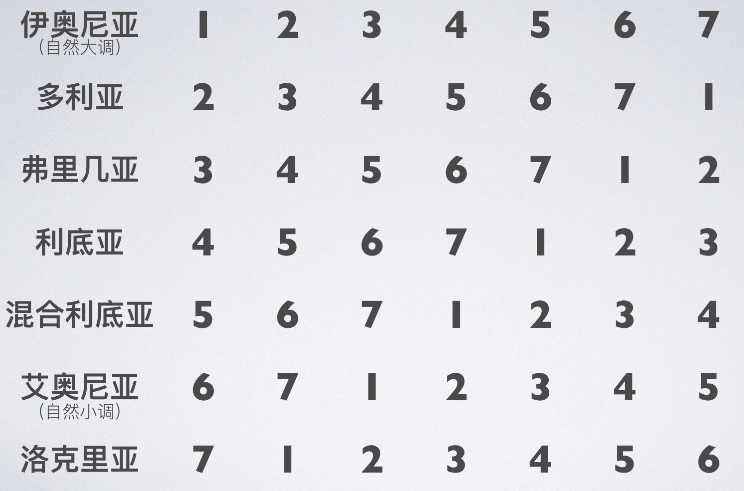 伊奥尼亚 1 2 3 4 5 6 7
(自然大调)
多利亚 2 3 4 5 6 7 1
弗里几亚 3 4 5 6 7 1 2
利底亚 4 5 6 7 1 2 3
混合利底亚 5 6 7 1 2 3 4
艾奥尼亚 6 7 1 2 3 4 5
(自然小调)
洛克里亚 7 1 2 3 4 5 6